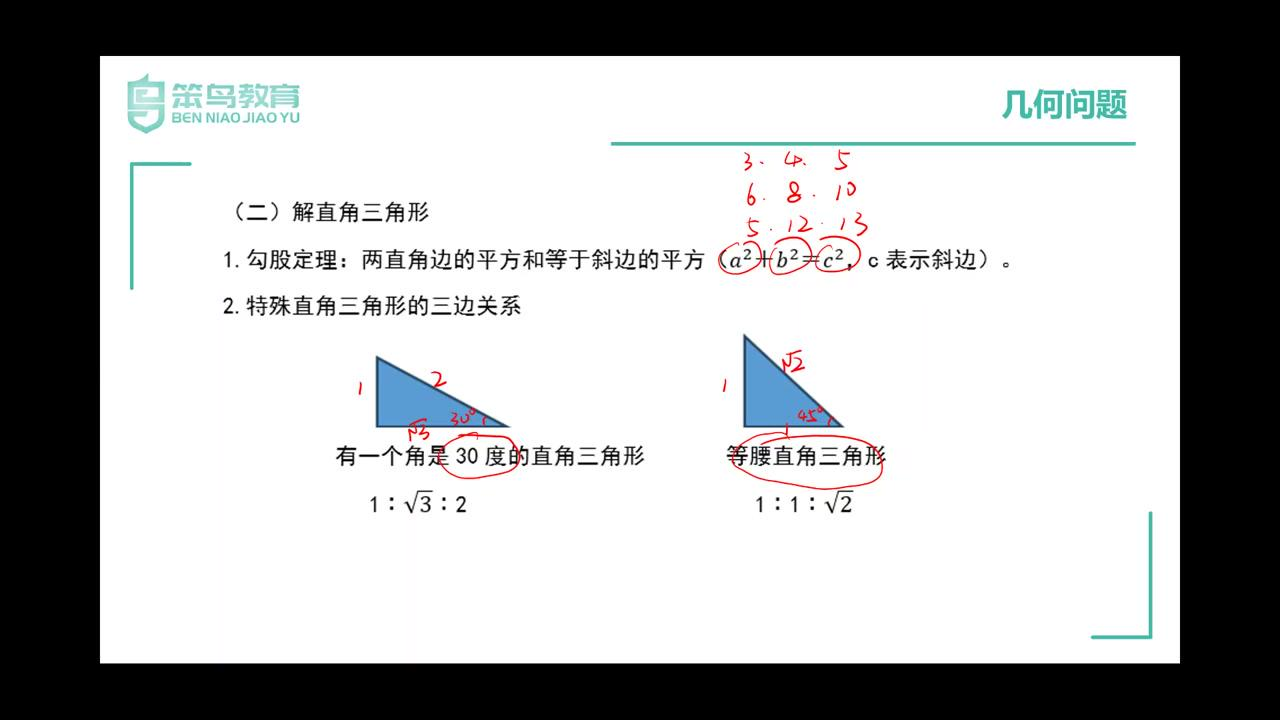 笨鸟教育
BEN NIAO JIAO YU
几何问题
3. 4. 5
6. 8. 10
5. 12. 13
（二）解直角三角形
1.勾股定理：两直角边的平方和等于斜边的平方（a²+b²=c²，c 表示斜边）。
2.特殊直角三角形的三边关系
1 2 √3 30°
1 √2 1 45°
有一个角是 30 度的直角三角形
等腰直角三角形
1：√3：2
1：1：√2